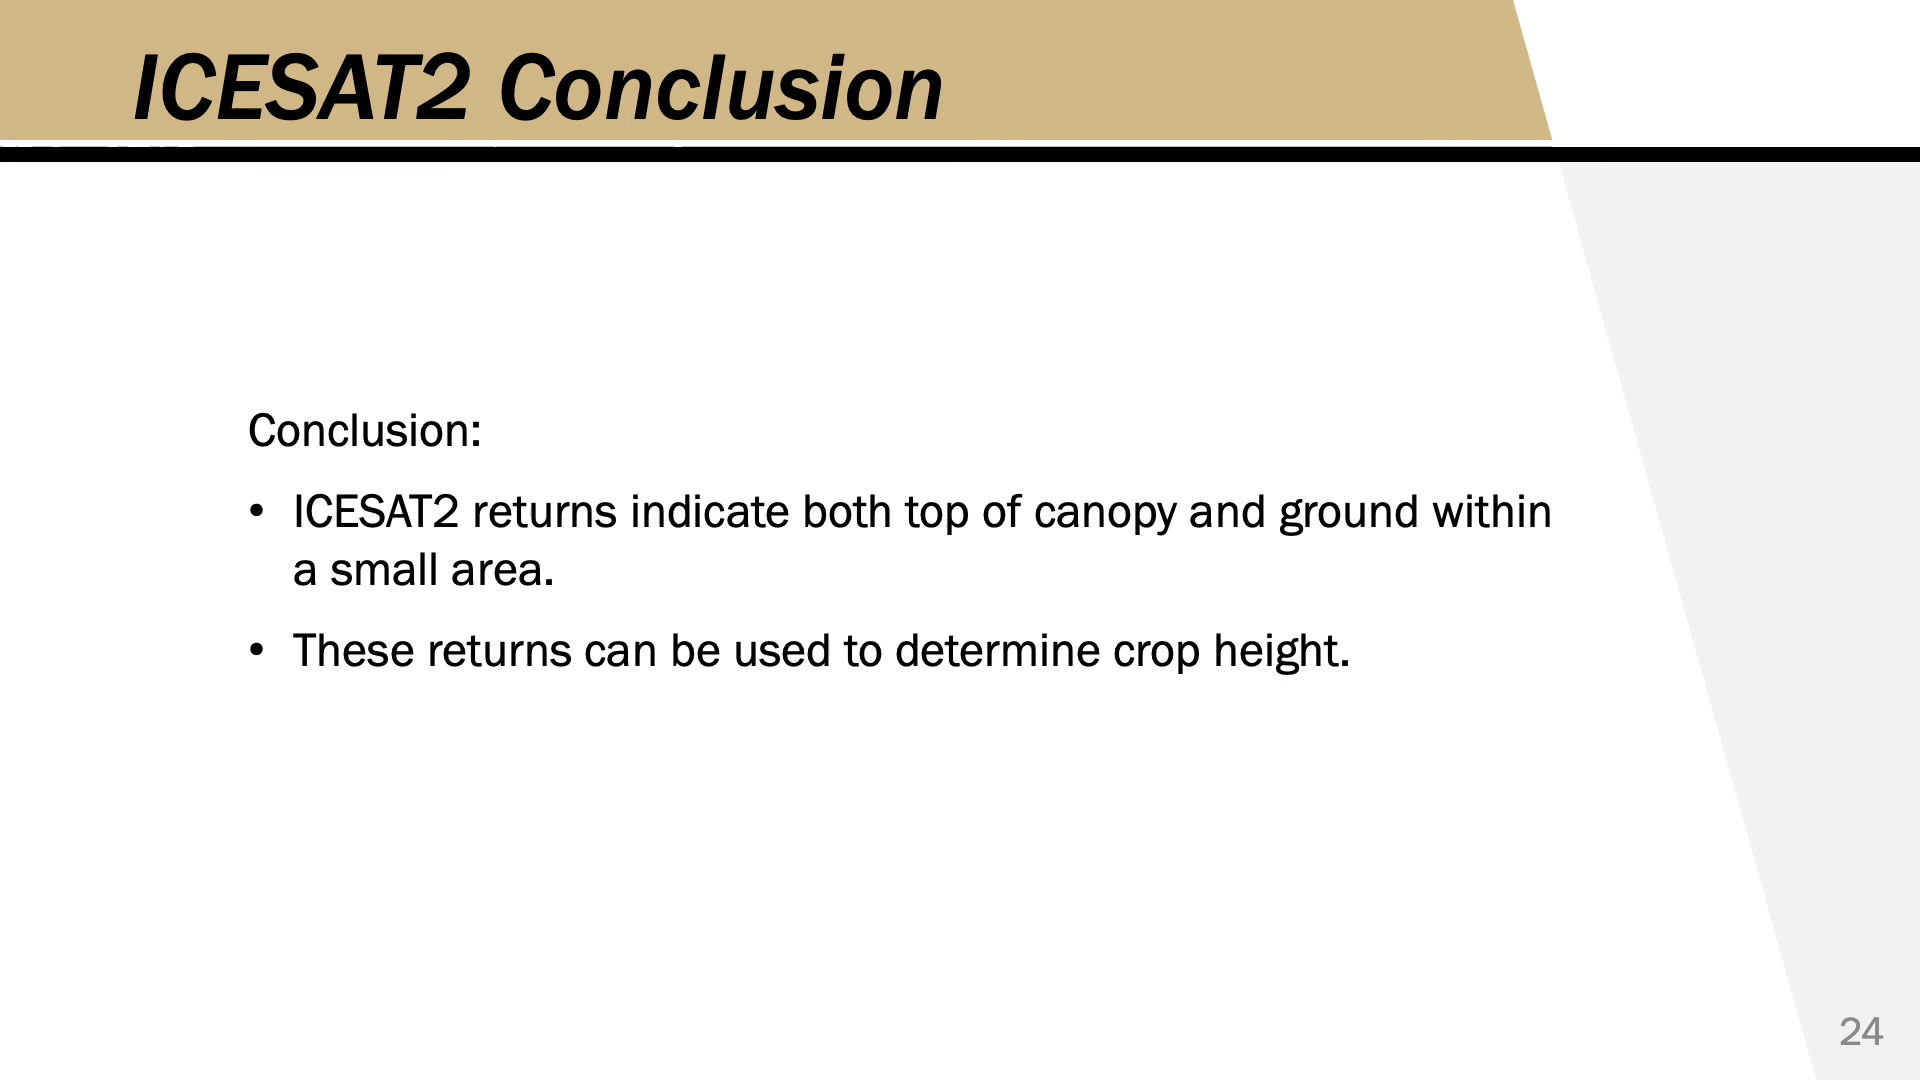 ICESAT2 Conclusion
Conclusion:
• ICESAT2 returns indicate both top of canopy and ground within
a small area.
• These returns can be used to determine crop height.
24